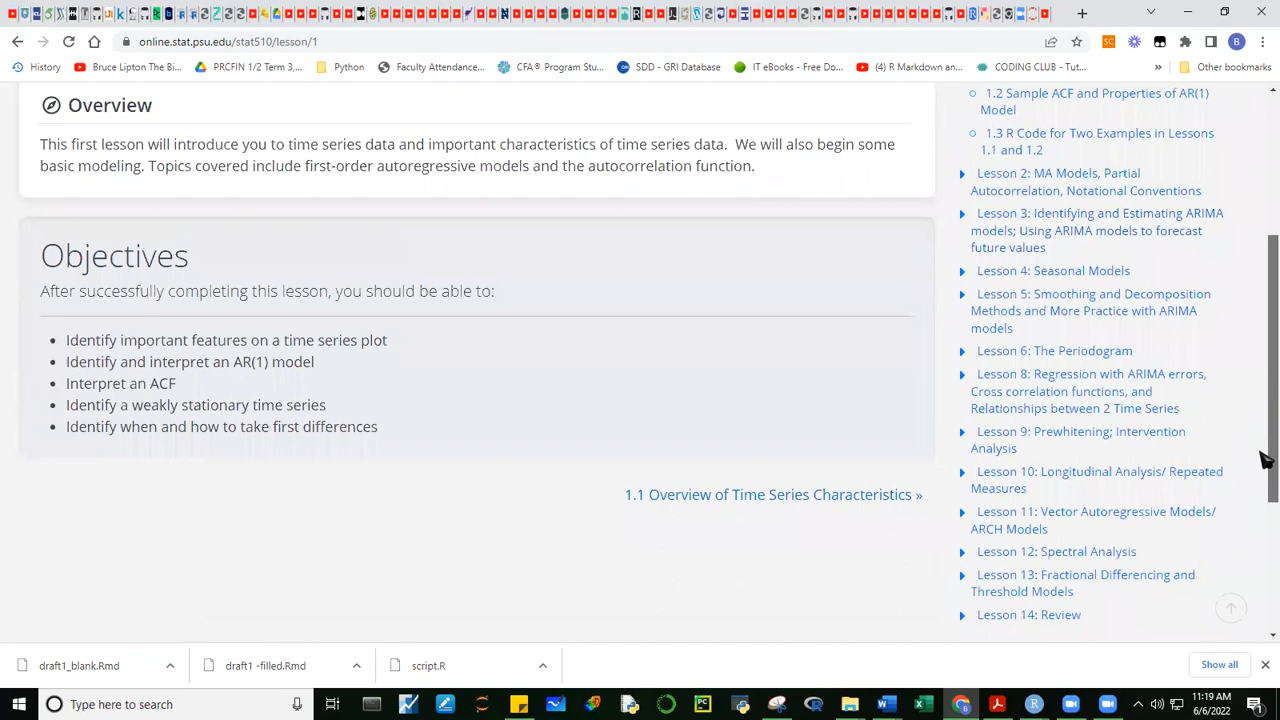 online.stat.psu.edu/stat510/lesson/1
SC
B
History
Bruce Lipton The Bi...
PRCFIN 1/2 Term 3,...
Python
Faculty Attendance...
CFA® Program Stu...
SDD - GRI Database
IT eBooks - Free Do...
(4) R Markdown an...
CODING CLUB - Tut...
»
Other bookmarks
Overview
This first lesson will introduce you to time series data and important characteristics of time series data. We will also begin some
basic modeling. Topics covered include first-order autoregressive models and the autocorrelation function.
Objectives
After successfully completing this lesson, you should be able to:
• Identify important features on a time series plot
• Identify and interpret an AR(1) model
• Interpret an ACF
• Identify a weakly stationary time series
• Identify when and how to take first differences
1.1 Overview of Time Series Characteristics »
1.2 Sample ACF and Properties of AR(1)
Model
1.3 R Code for Two Examples in Lessons
1.1 and 1.2
Lesson 2: MA Models, Partial
Autocorrelation, Notational Conventions
Lesson 3: Identifying and Estimating ARIMA
models; Using ARIMA models to forecast
future values
Lesson 4: Seasonal Models
Lesson 5: Smoothing and Decomposition
Methods and More Practice with ARIMA
models
Lesson 6: The Periodogram
Lesson 8: Regression with ARIMA errors,
Cross correlation functions, and
Relationships between 2 Time Series
Lesson 9: Prewhitening; Intervention
Analysis
Lesson 10: Longitudinal Analysis/ Repeated
Measures
Lesson 11: Vector Autoregressive Models/
ARCH Models
Lesson 12: Spectral Analysis
Lesson 13: Fractional Differencing and
Threshold Models
Lesson 14: Review
draft1_blank.Rmd
draft1 -filled.Rmd
script.R
Show all
Type here to search
11:19 AM
6/6/2022